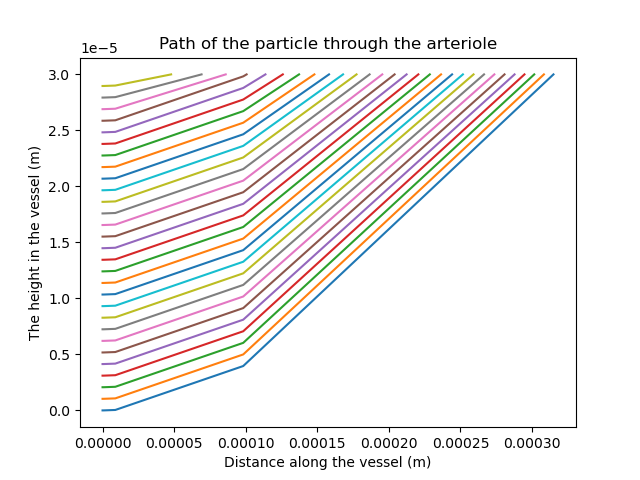 Path of the particle through the arteriole
1e−5
3.0
2.5
2.0
1.5
1.0
0.5
0.0
The height in the vessel (m)
0.00000 0.00005 0.00010 0.00015 0.00020 0.00025 0.00030
Distance along the vessel (m)